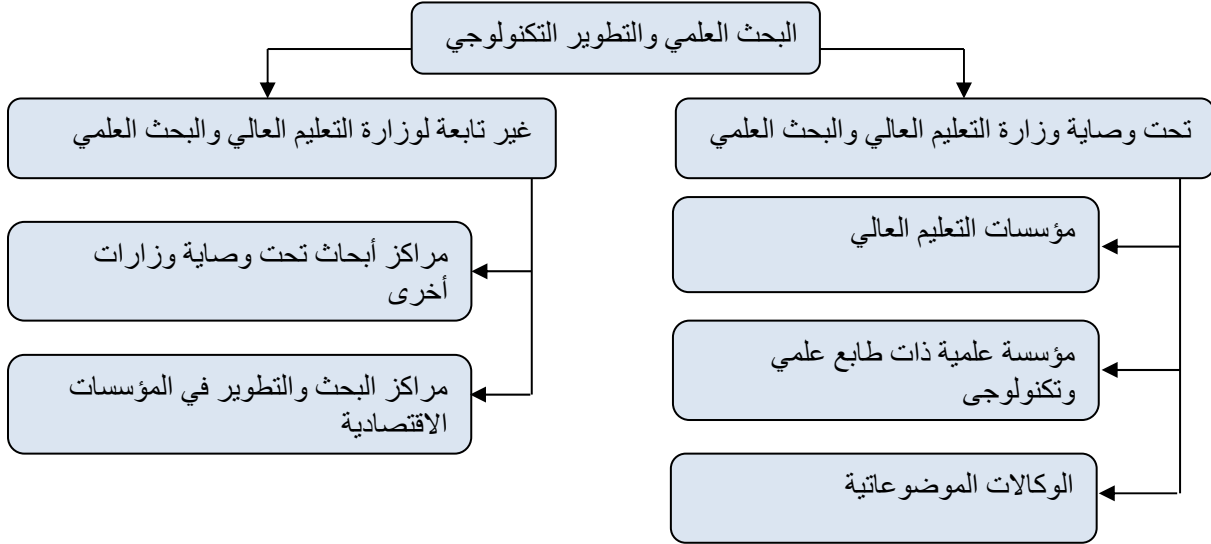 البحث العلمي والتطوير التكنولوجي
تحت وصاية وزارة التعليم العالي والبحث العلمي
مؤسسات التعليم العالي
مؤسسة علمية ذات طابع علمي
وتكنولوجى
الوكالات الموضوعاتية
غير تابعة لوزارة التعليم العالي والبحث العلمي
مراكز أبحاث تحت وصاية وزارات
أخرى
مراكز البحث والتطوير في المؤسسات
الاقتصادية